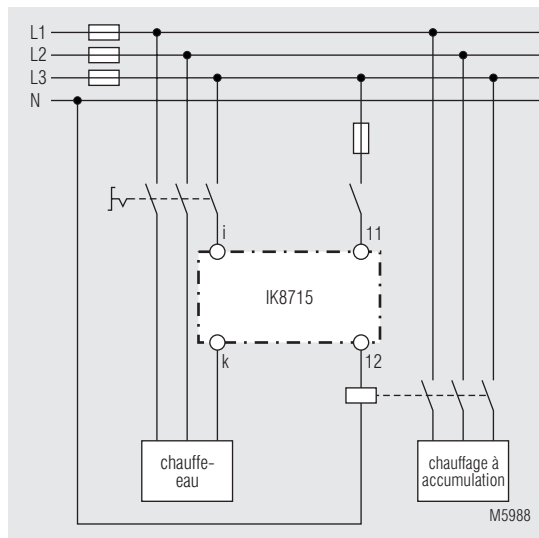 L1
L2
L3
N
i
11
IK8715
k
12
chauffe-
eau
chauffage à
accumulation
M5988